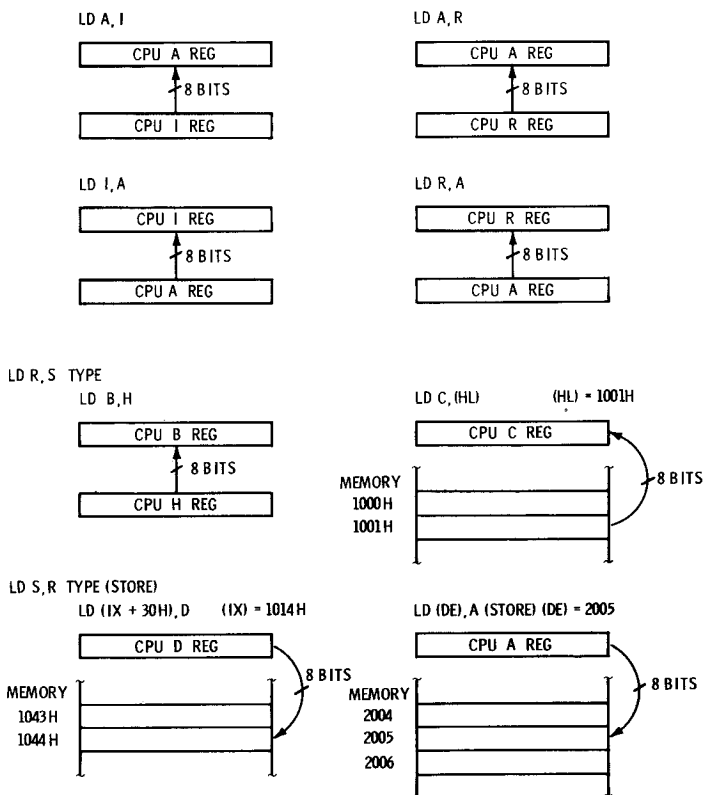 LD A, I
CPU A REG
8 BITS
CPU I REG
LD A, R
CPU A REG
8 BITS
CPU R REG
LD I, A
CPU I REG
8 BITS
CPU A REG
LD R, A
CPU R REG
8 BITS
CPU A REG
LD R, S TYPE
LD B, H
CPU B REG
8 BITS
CPU H REG
LD C, (HL) (HL) = 1001H
CPU C REG
8 BITS
MEMORY
1000H
1001H
LD S, R TYPE (STORE)
LD (IX + 30H), D (IX) = 1014H
CPU D REG
8 BITS
MEMORY
1043H
1044H
LD (DE), A (STORE) (DE) = 2005
CPU A REG
8 BITS
MEMORY
2004
2005
2006